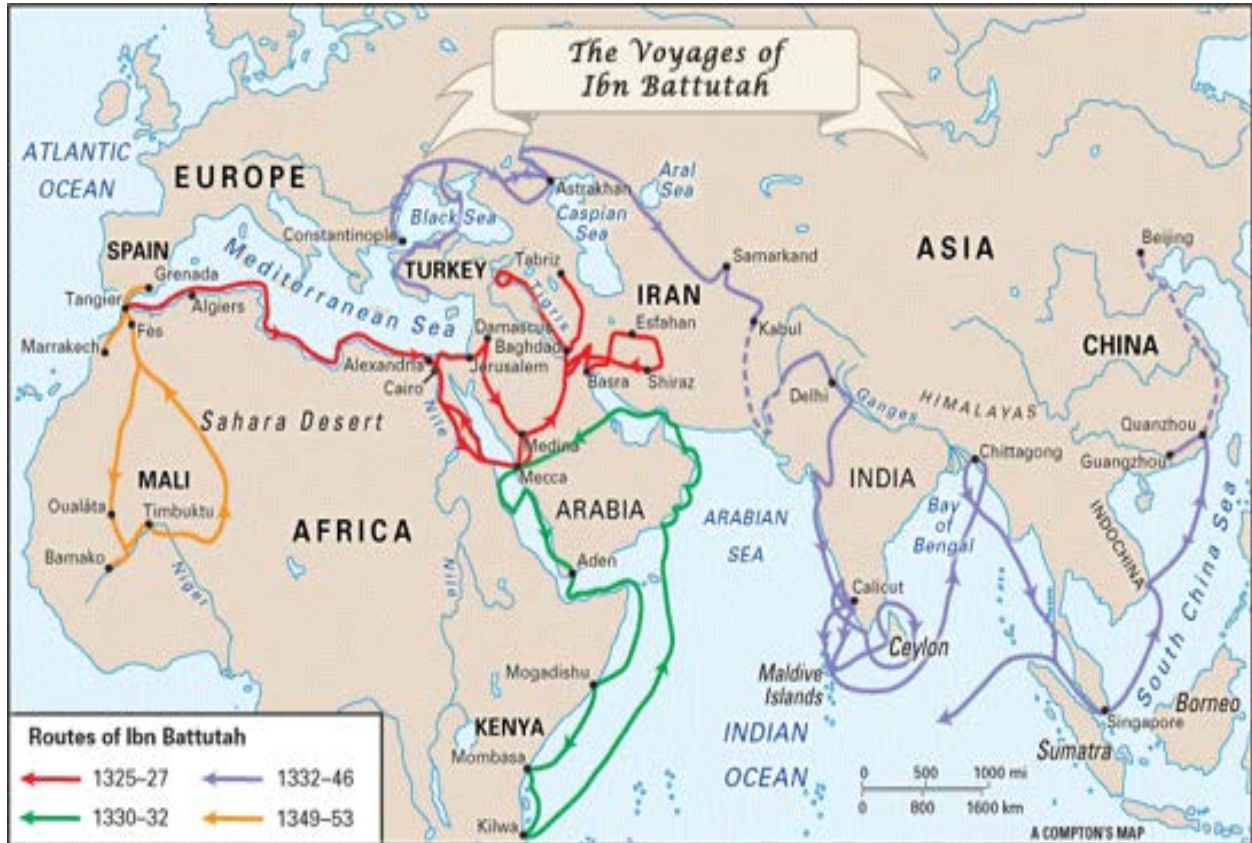 The Voyages of
Ibn Battutah
ATLANTIC
OCEAN
EUROPE
Aral
Sea
Astrakhan
Black Sea
Caspian
Sea
Constantinople
ASIA
Beijing
SPAIN
Mediterranean Sea
TURKEY
Tabriz
Samarkand
Grenada
Tangier
Algiers
Tigris
IRAN
Fès
Esfahan
Kabul
Marrakech
Damascus
Baghdad
CHINA
Alexandria
Jerusalem
Cairo
Basra
Shiraz
Delhi
Ganges
HIMALAYAS
Quanzhou
Sahara Desert
Nile
Medina
Chittagong
Guangzhou
Mecca
MALI
INDIA
Oualâta
Timbuktu
AFRICA
ARABIA
ARABIAN
SEA
Bay
of
Bengal
INDOCHINA
South China Sea
Bamako
Niger
Nile
Aden
Calicut
Ceylon
Mogadishu
Maldive
Islands
Borneo
KENYA
Singapore
Mombasa
INDIAN
OCEAN
Sumatra
Kilwa
Routes of Ibn Battutah
1325–27 1332–46
1330–32 1349–53
0 500 1000 mi
0 800 1600 km
A COMPTON'S MAP